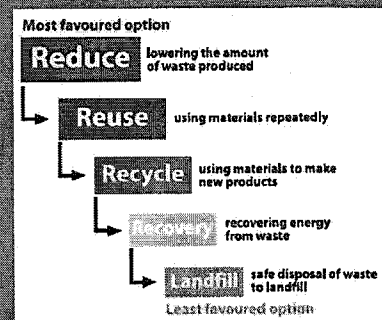 Most favoured option
Reduce
lowering the amount
of waste produced
Reuse
using materials repeatedly
Recycle
using materials to make
new products
Recovery
recovering energy
from waste
Landfill
safe disposal of waste
to landfill
Least favoured option